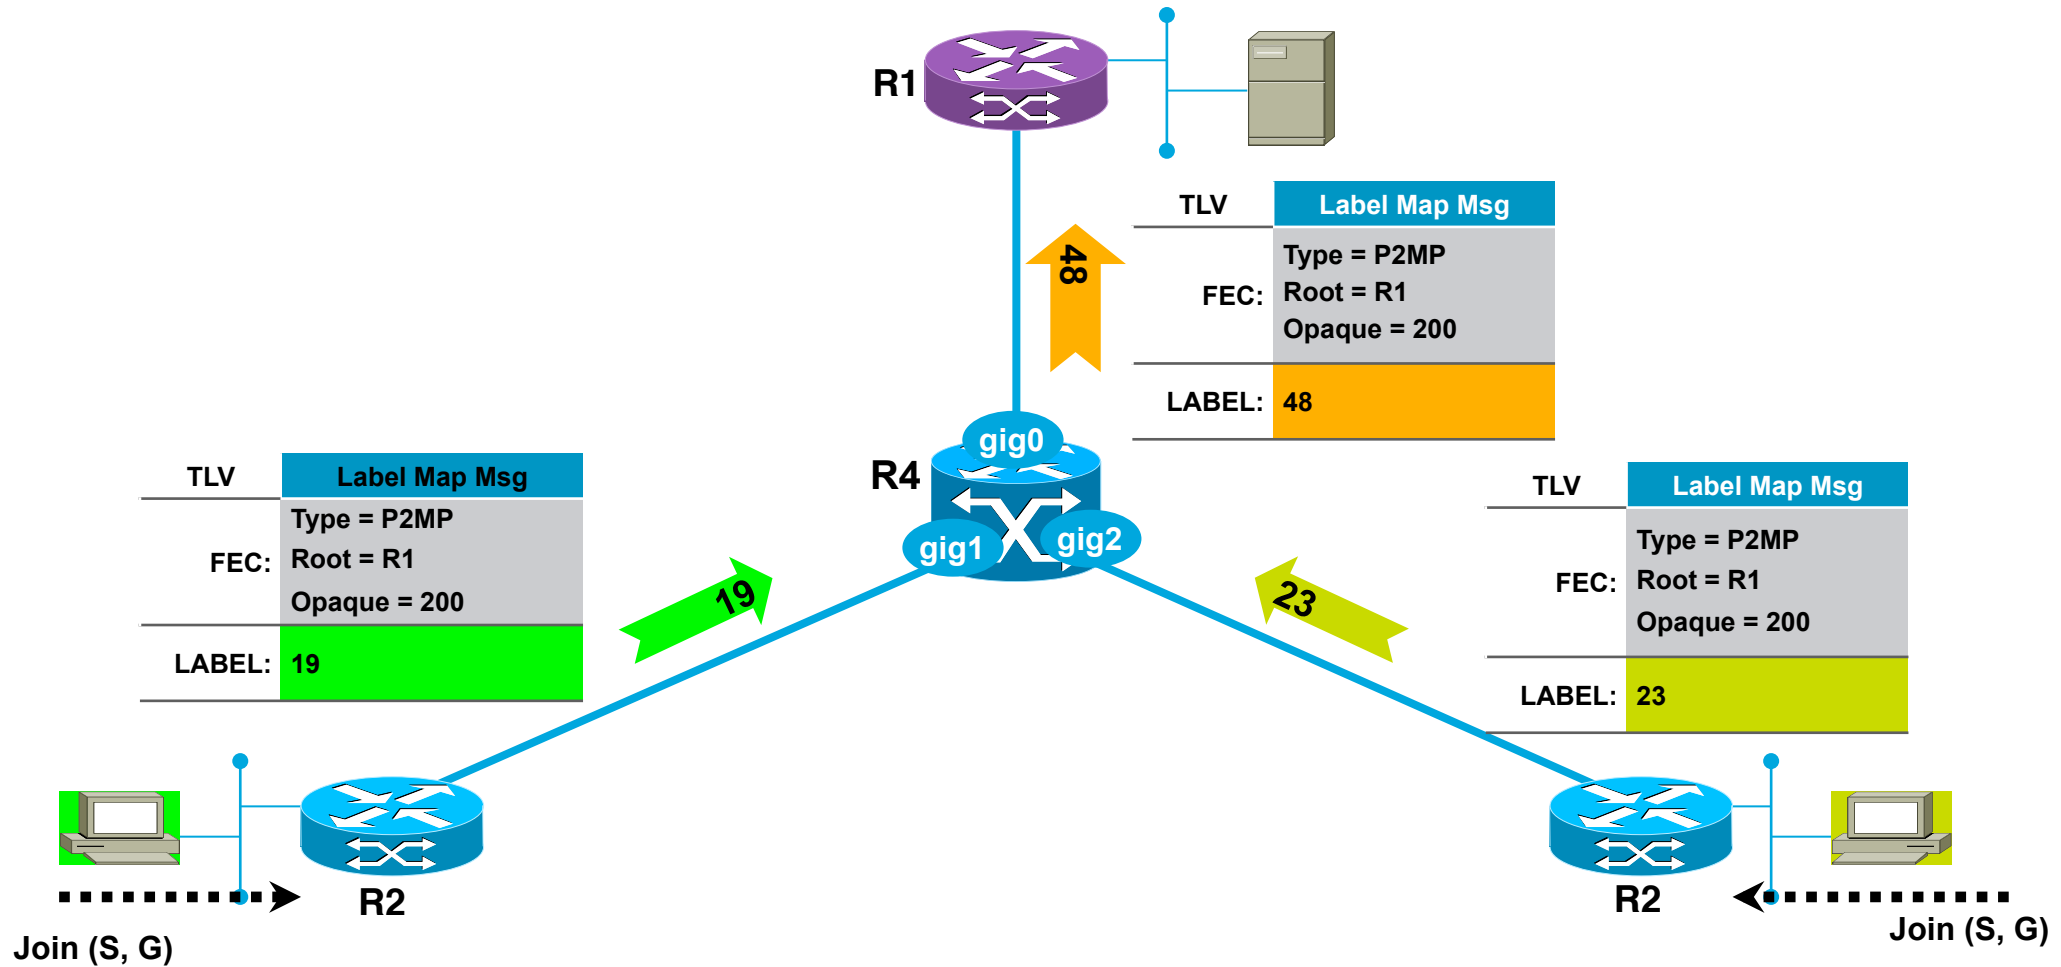 R1
TLV Label Map Msg
FEC: Type = P2MP
Root = R1
Opaque = 200
LABEL: 48
48
gig0
R4
gig1
gig2
TLV Label Map Msg
FEC: Type = P2MP
Root = R1
Opaque = 200
LABEL: 19
19
TLV Label Map Msg
FEC: Type = P2MP
Root = R1
Opaque = 200
LABEL: 23
23
R2
Join (S, G)
R2
Join (S, G)